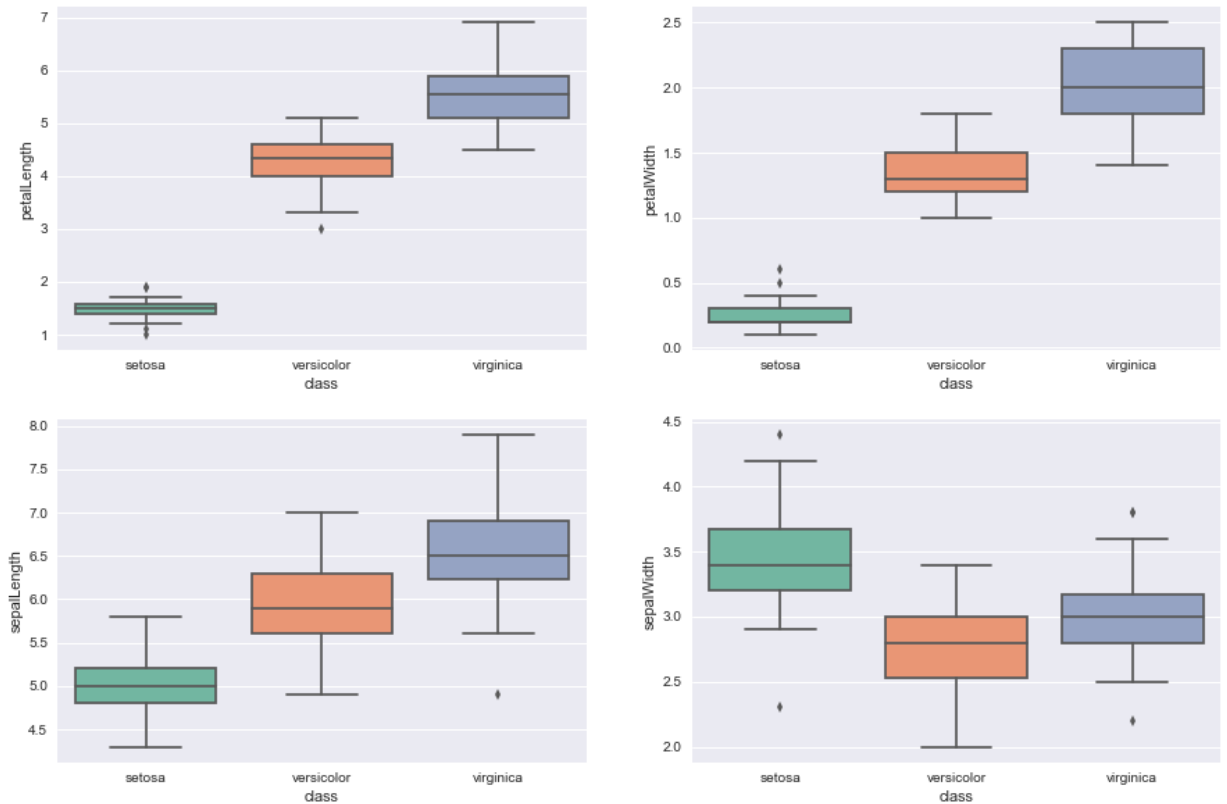 petalLength
7
6
5
4
3
2
1
setosa versicolor virginica
class
petalWidth
2.5
2.0
1.5
1.0
0.5
0.0
setosa versicolor virginica
class
sepalLength
8.0
7.5
7.0
6.5
6.0
5.5
5.0
4.5
setosa versicolor virginica
class
sepalWidth
4.5
4.0
3.5
3.0
2.5
2.0
setosa versicolor virginica
class